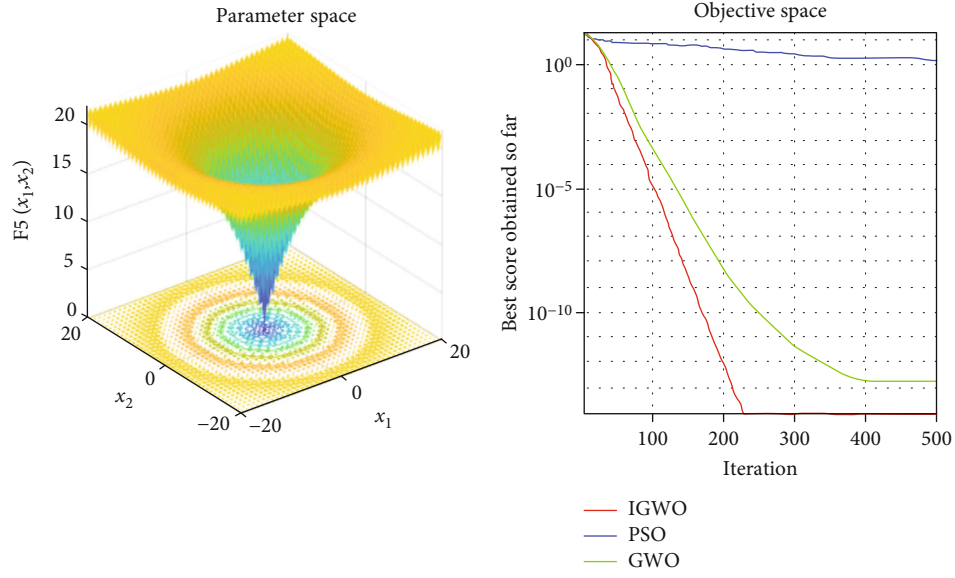 Parameter space
F5 (x₁,x₂)
20
15
10
5
0
20
0
−20
x₂
−20
0
20
x₁
Objective space
Best score obtained so far
10⁰
10⁻⁵
10⁻¹⁰
100 200 300 400 500
Iteration
IGWO
PSO
GWO